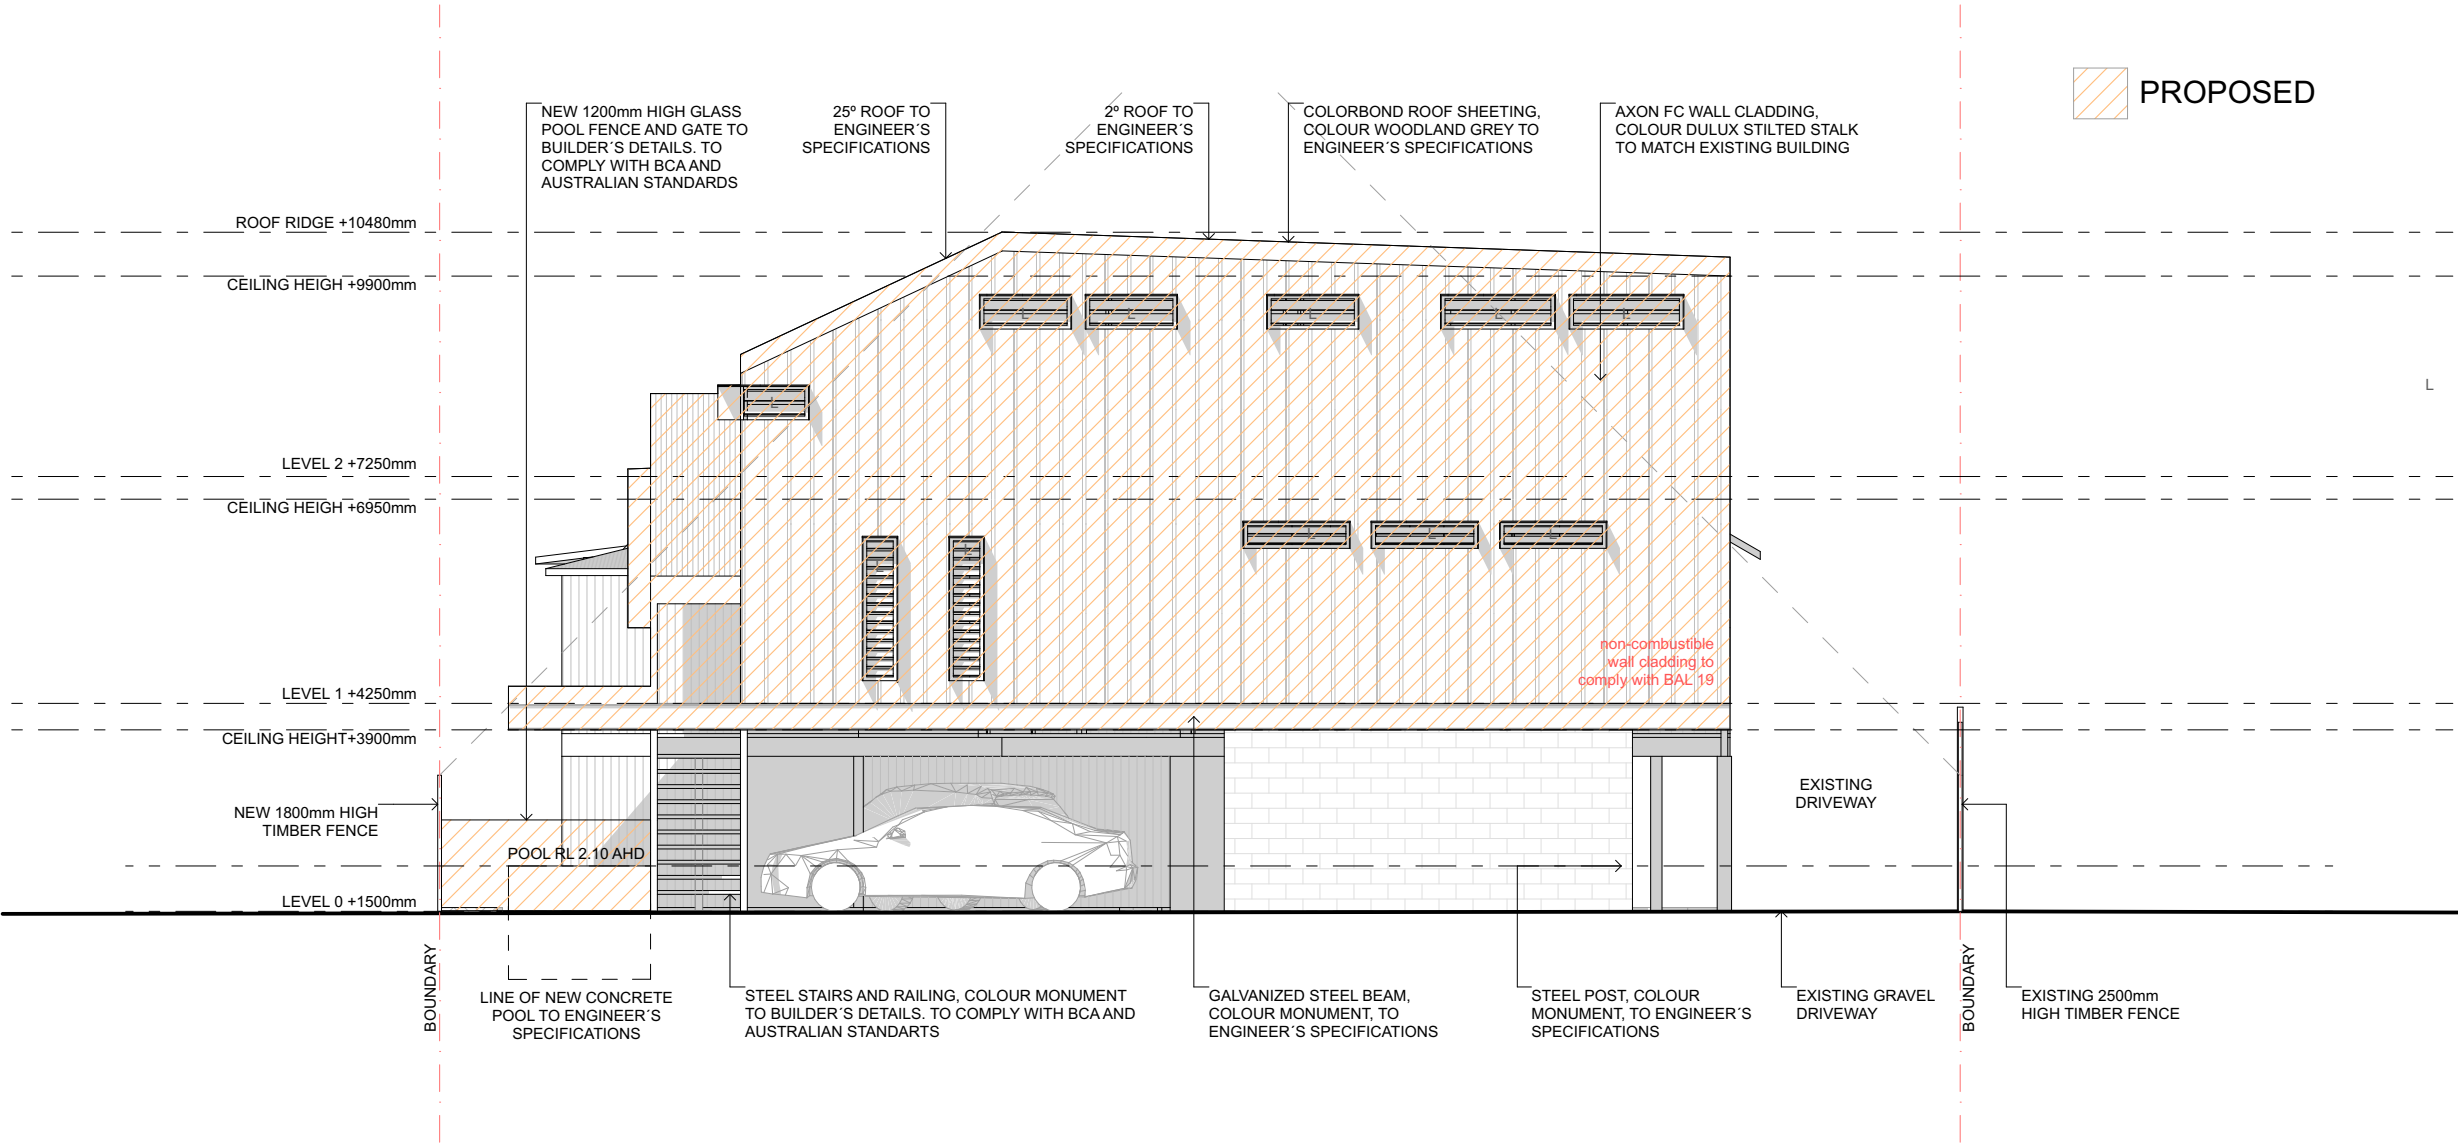 PROPOSED
NEW 1200mm HIGH GLASS
POOL FENCE AND GATE TO
BUILDER´S DETAILS. TO
COMPLY WITH BCA AND
AUSTRALIAN STANDARDS
25º ROOF TO
ENGINEER´S
SPECIFICATIONS
2º ROOF TO
ENGINEER´S
SPECIFICATIONS
COLORBOND ROOF SHEETING,
COLOUR WOODLAND GREY TO
ENGINEER´S SPECIFICATIONS
AXON FC WALL CLADDING,
COLOUR DULUX STILTED STALK
TO MATCH EXISTING BUILDING
ROOF RIDGE +10480mm
CEILING HEIGH +9900mm
L
L
L
L
L
L
L
LEVEL 2 +7250mm
CEILING HEIGH +6950mm
L
L
L
L
L
non-combustible
wall cladding to
comply with BAL 19
LEVEL 1 +4250mm
CEILING HEIGHT+3900mm
EXISTING
DRIVEWAY
NEW 1800mm HIGH
TIMBER FENCE
POOL RL 2.10 AHD
LEVEL 0 +1500mm
BOUNDARY
LINE OF NEW CONCRETE
POOL TO ENGINEER´S
SPECIFICATIONS
STEEL STAIRS AND RAILING, COLOUR MONUMENT
TO BUILDER´S DETAILS. TO COMPLY WITH BCA AND
AUSTRALIAN STANDARTS
GALVANIZED STEEL BEAM,
COLOUR MONUMENT, TO
ENGINEER´S SPECIFICATIONS
STEEL POST, COLOUR
MONUMENT, TO ENGINEER´S
SPECIFICATIONS
EXISTING GRAVEL
DRIVEWAY
BOUNDARY
EXISTING 2500mm
HIGH TIMBER FENCE